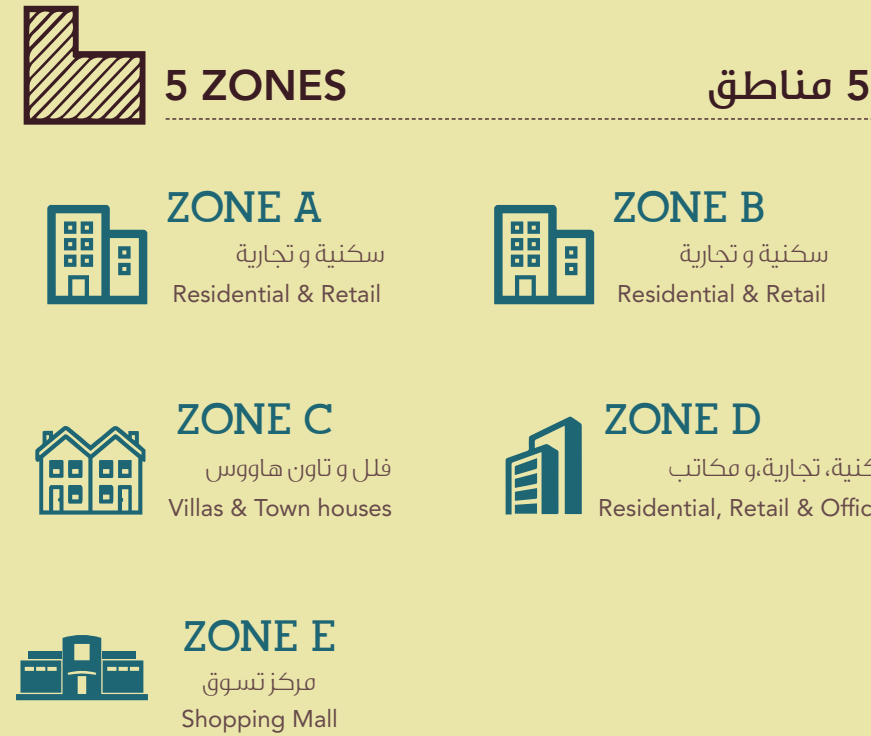 5 ZONES
5 مناطق
ZONE A
سكنية و تجارية
Residential & Retail
ZONE B
سكنية و تجارية
Residential & Retail
ZONE C
فلل و تاون هاووس
Villas & Town houses
ZONE D
تجارية،و مكاتب
Residential, Retail &
ZONE E
مركز تسوق
Shopping Mall